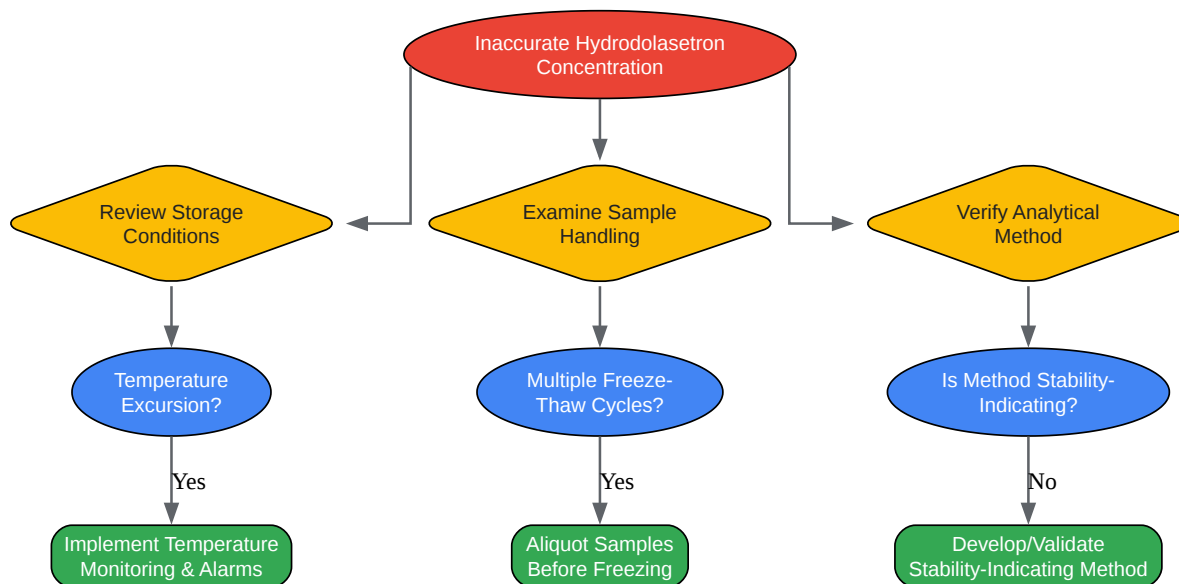 Inaccurate Hydrodolasetron
Concentration
Review Storage
Conditions
Examine Sample
Handling
Verify Analytical
Method
Temperature
Excursion?
Multiple Freeze-
Thaw Cycles?
Is Method Stability-
Indicating?
Yes
Yes
No
Implement Temperature
Monitoring & Alarms
Aliquot Samples
Before Freezing
Develop/Validate
Stability-Indicating Method